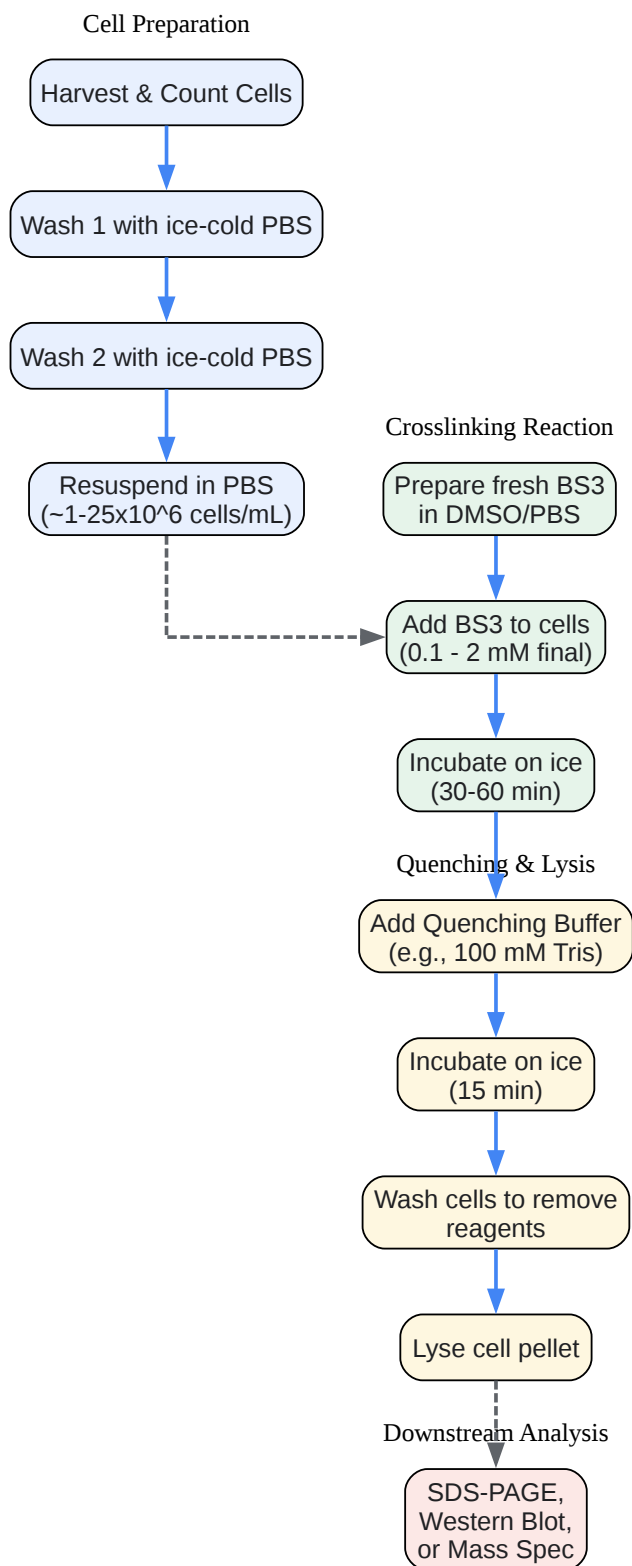 Cell Preparation
Harvest & Count Cells
Wash 1 with ice-cold PBS
Wash 2 with ice-cold PBS
Resuspend in PBS
(~1-25x10^6 cells/mL)
Crosslinking Reaction
Prepare fresh BS3
in DMSO/PBS
Add BS3 to cells
(0.1 - 2 mM final)
Incubate on ice
(30-60 min)
Quenching & Lysis
Add Quenching Buffer
(e.g., 100 mM Tris)
Incubate on ice
(15 min)
Wash cells to remove
reagents
Lyse cell pellet
Downstream Analysis
SDS-PAGE,
Western Blot,
or Mass Spec